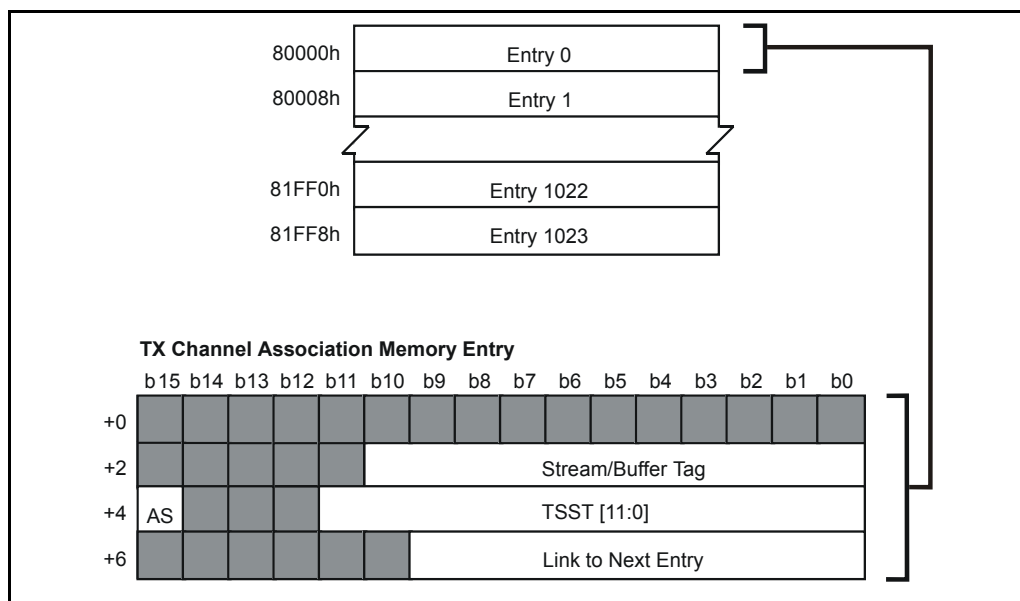 80000h Entry 0
80008h Entry 1
81FF0h Entry 1022
81FF8h Entry 1023
TX Channel Association Memory Entry
b15 b14 b13 b12 b11 b10 b9 b8 b7 b6 b5 b4 b3 b2 b1 b0
+0
+2 Stream/Buffer Tag
+4 AS TSST [11:0]
+6 Link to Next Entry